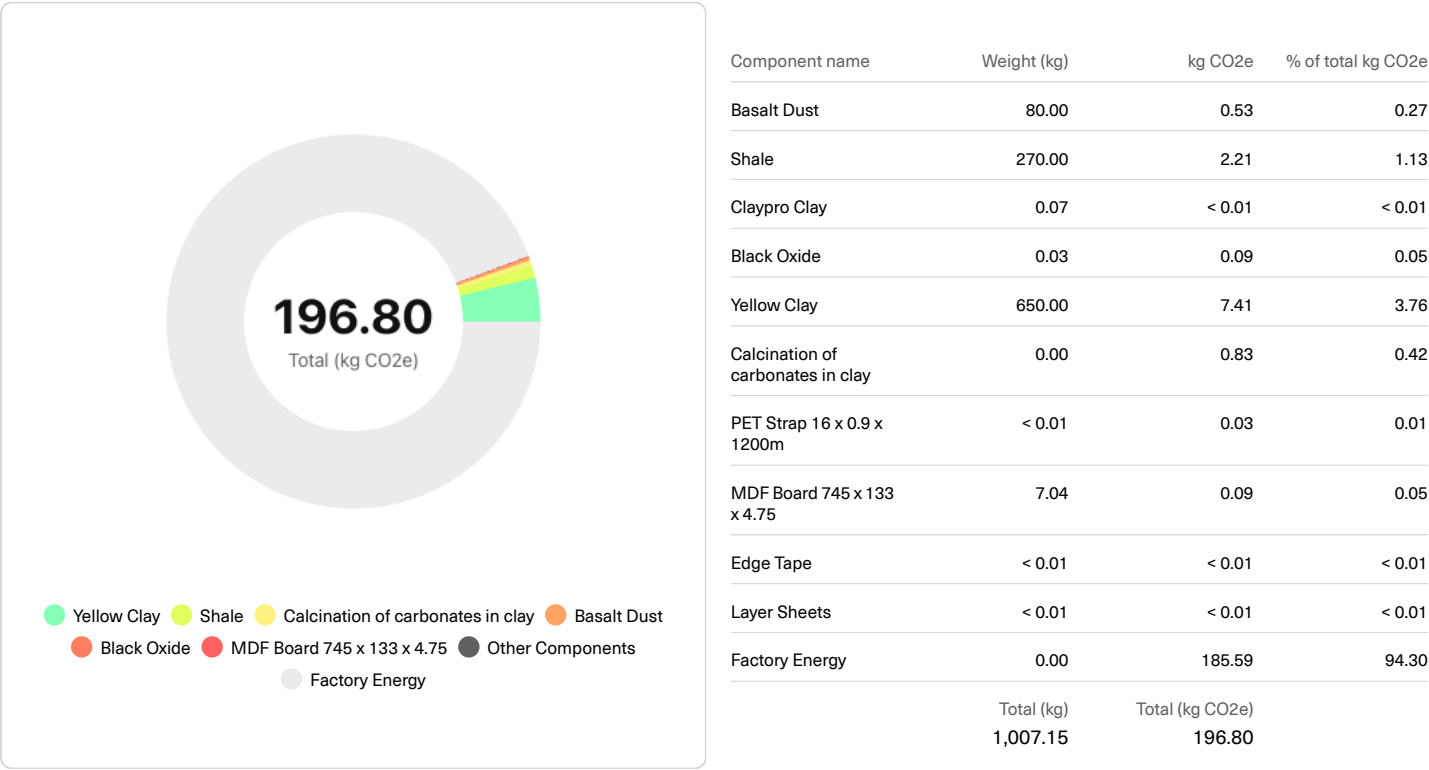 196.80
Total (kg CO2e)
Yellow Clay Shale Calcination of carbonates in clay Basalt Dust
Black Oxide MDF Board 745 x 133 x 4.75 Other Components
Factory Energy
Component name Weight (kg) kg CO2e % of total kg CO2e
Basalt Dust 80.00 0.53 0.27
Shale 270.00 2.21 1.13
Claypro Clay 0.07 < 0.01 < 0.01
Black Oxide 0.03 0.09 0.05
Yellow Clay 650.00 7.41 3.76
Calcination of 0.00 0.83 0.42
carbonates in clay
PET Strap 16 x 0.9 x < 0.01 0.03 0.01
1200m
MDF Board 745 x 133 7.04 0.09 0.05
x 4.75
Edge Tape < 0.01 < 0.01 < 0.01
Layer Sheets < 0.01 < 0.01 < 0.01
Factory Energy 0.00 185.59 94.30
Total (kg) Total (kg CO2e)
1,007.15 196.80